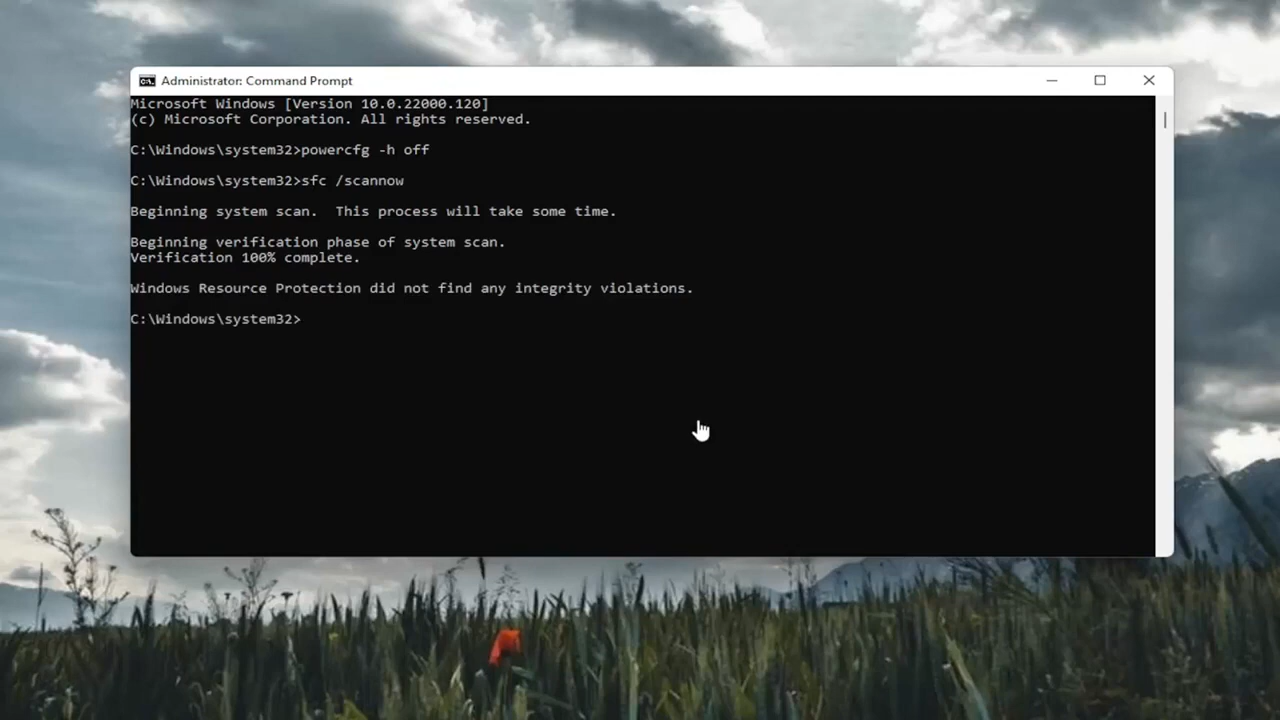 Administrator: Command Prompt
Microsoft Windows [Version 10.0.22000.120]
(c) Microsoft Corporation. All rights reserved.
C:\Windows\system32>powercfg -h off
C:\Windows\system32>sfc /scannow
Beginning system scan.  This process will take some time.
Beginning verification phase of system scan.
Verification 100% complete.
Windows Resource Protection did not find any integrity violations.
C:\Windows\system32>